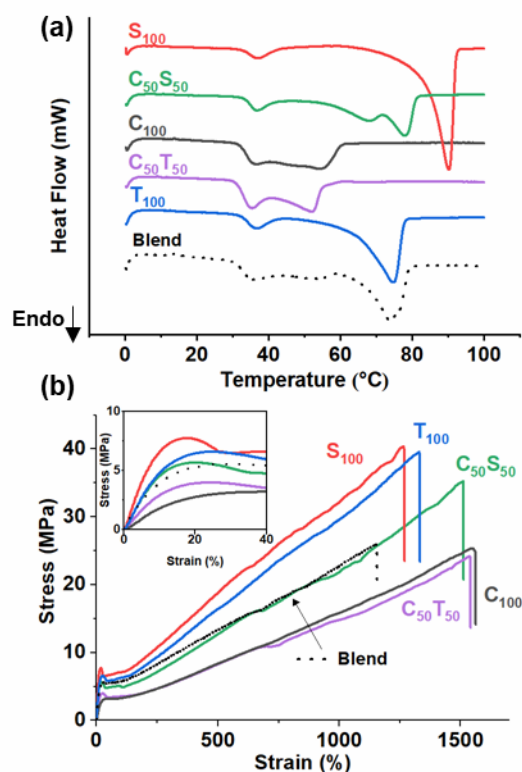 (a)
S₁₀₀
C₅₀S₅₀
C₁₀₀
C₅₀T₅₀
T₁₀₀
Blend
Heat Flow (mW)
Endo
0 20 40 60 80 100
Temperature (°C)
(b)
10
5
0
Stress (MPa)
0 20 40
Strain (%)
S₁₀₀
T₁₀₀
C₅₀S₅₀
C₁₀₀
C₅₀T₅₀
Blend
40
30
20
10
0
Stress (MPa)
0 500 1000 1500
Strain (%)